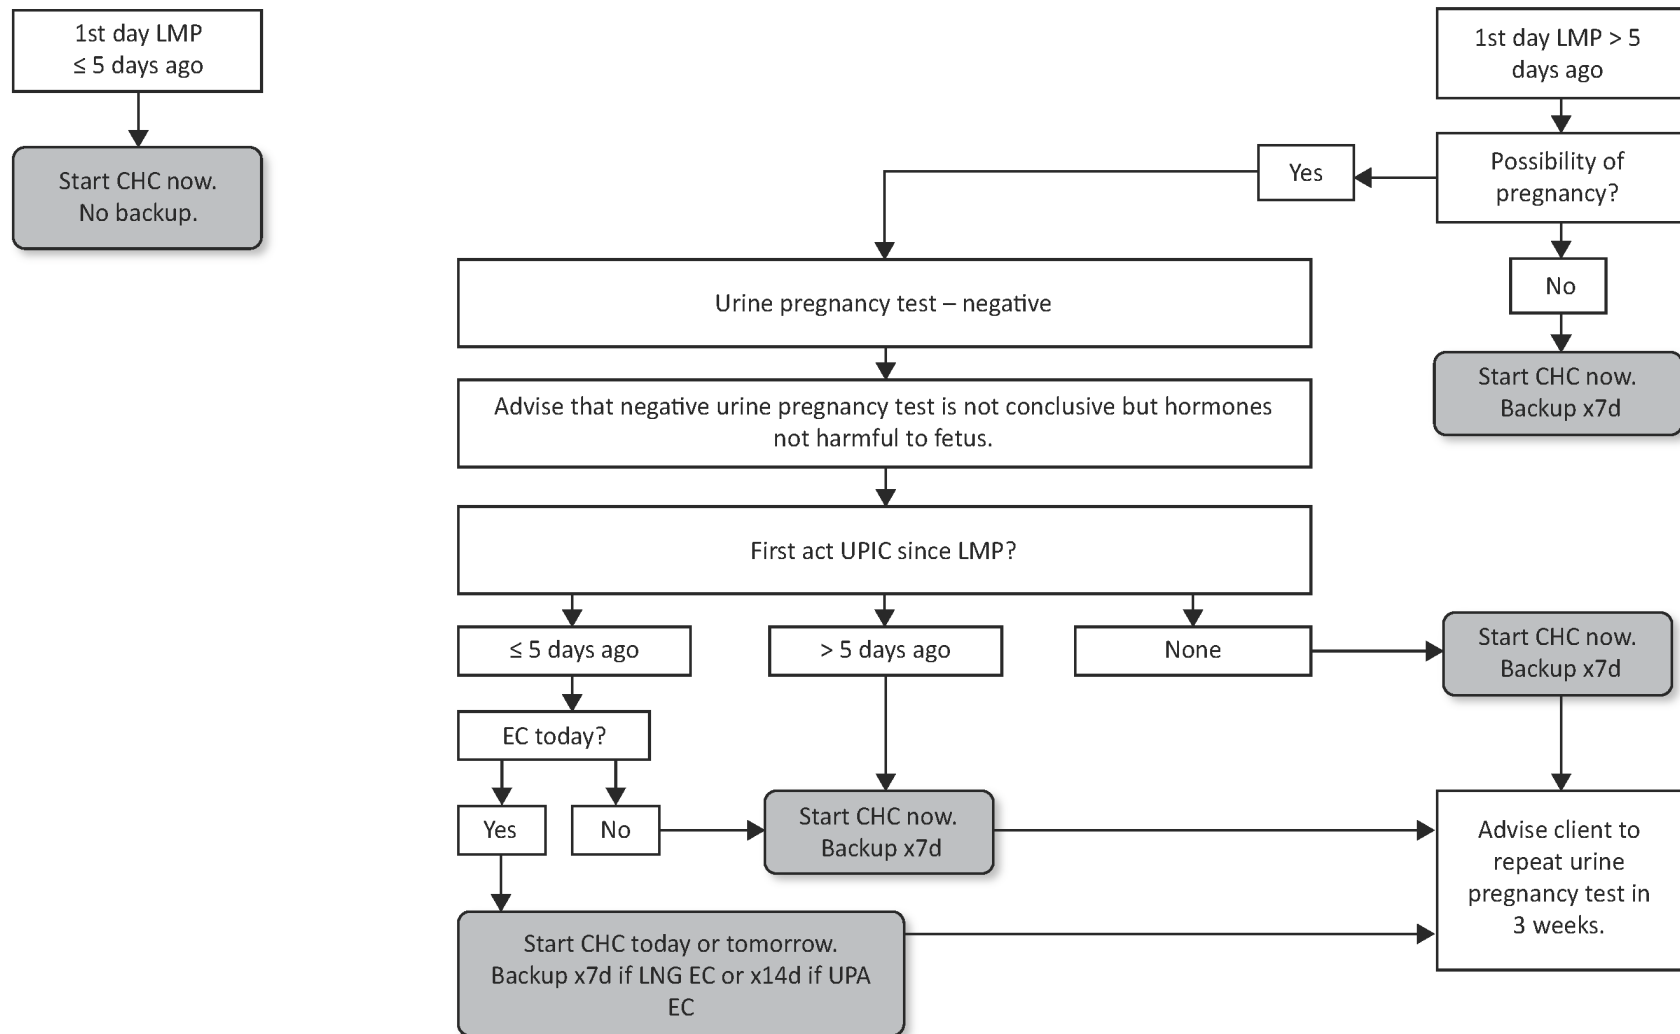 1st day LMP
≤ 5 days ago
Start CHC now.
No backup.
1st day LMP > 5
days ago
Possibility of
pregnancy?
Yes
No
Start CHC now.
Backup x7d
Urine pregnancy test – negative
Advise that negative urine pregnancy test is not conclusive but hormones
not harmful to fetus.
First act UPIC since LMP?
≤ 5 days ago
> 5 days ago
None
Start CHC now.
Backup x7d
EC today?
Yes
No
Start CHC now.
Backup x7d
Advise client to
repeat urine
pregnancy test in
3 weeks.
Start CHC today or tomorrow.
Backup x7d if LNG EC or x14d if UPA
EC